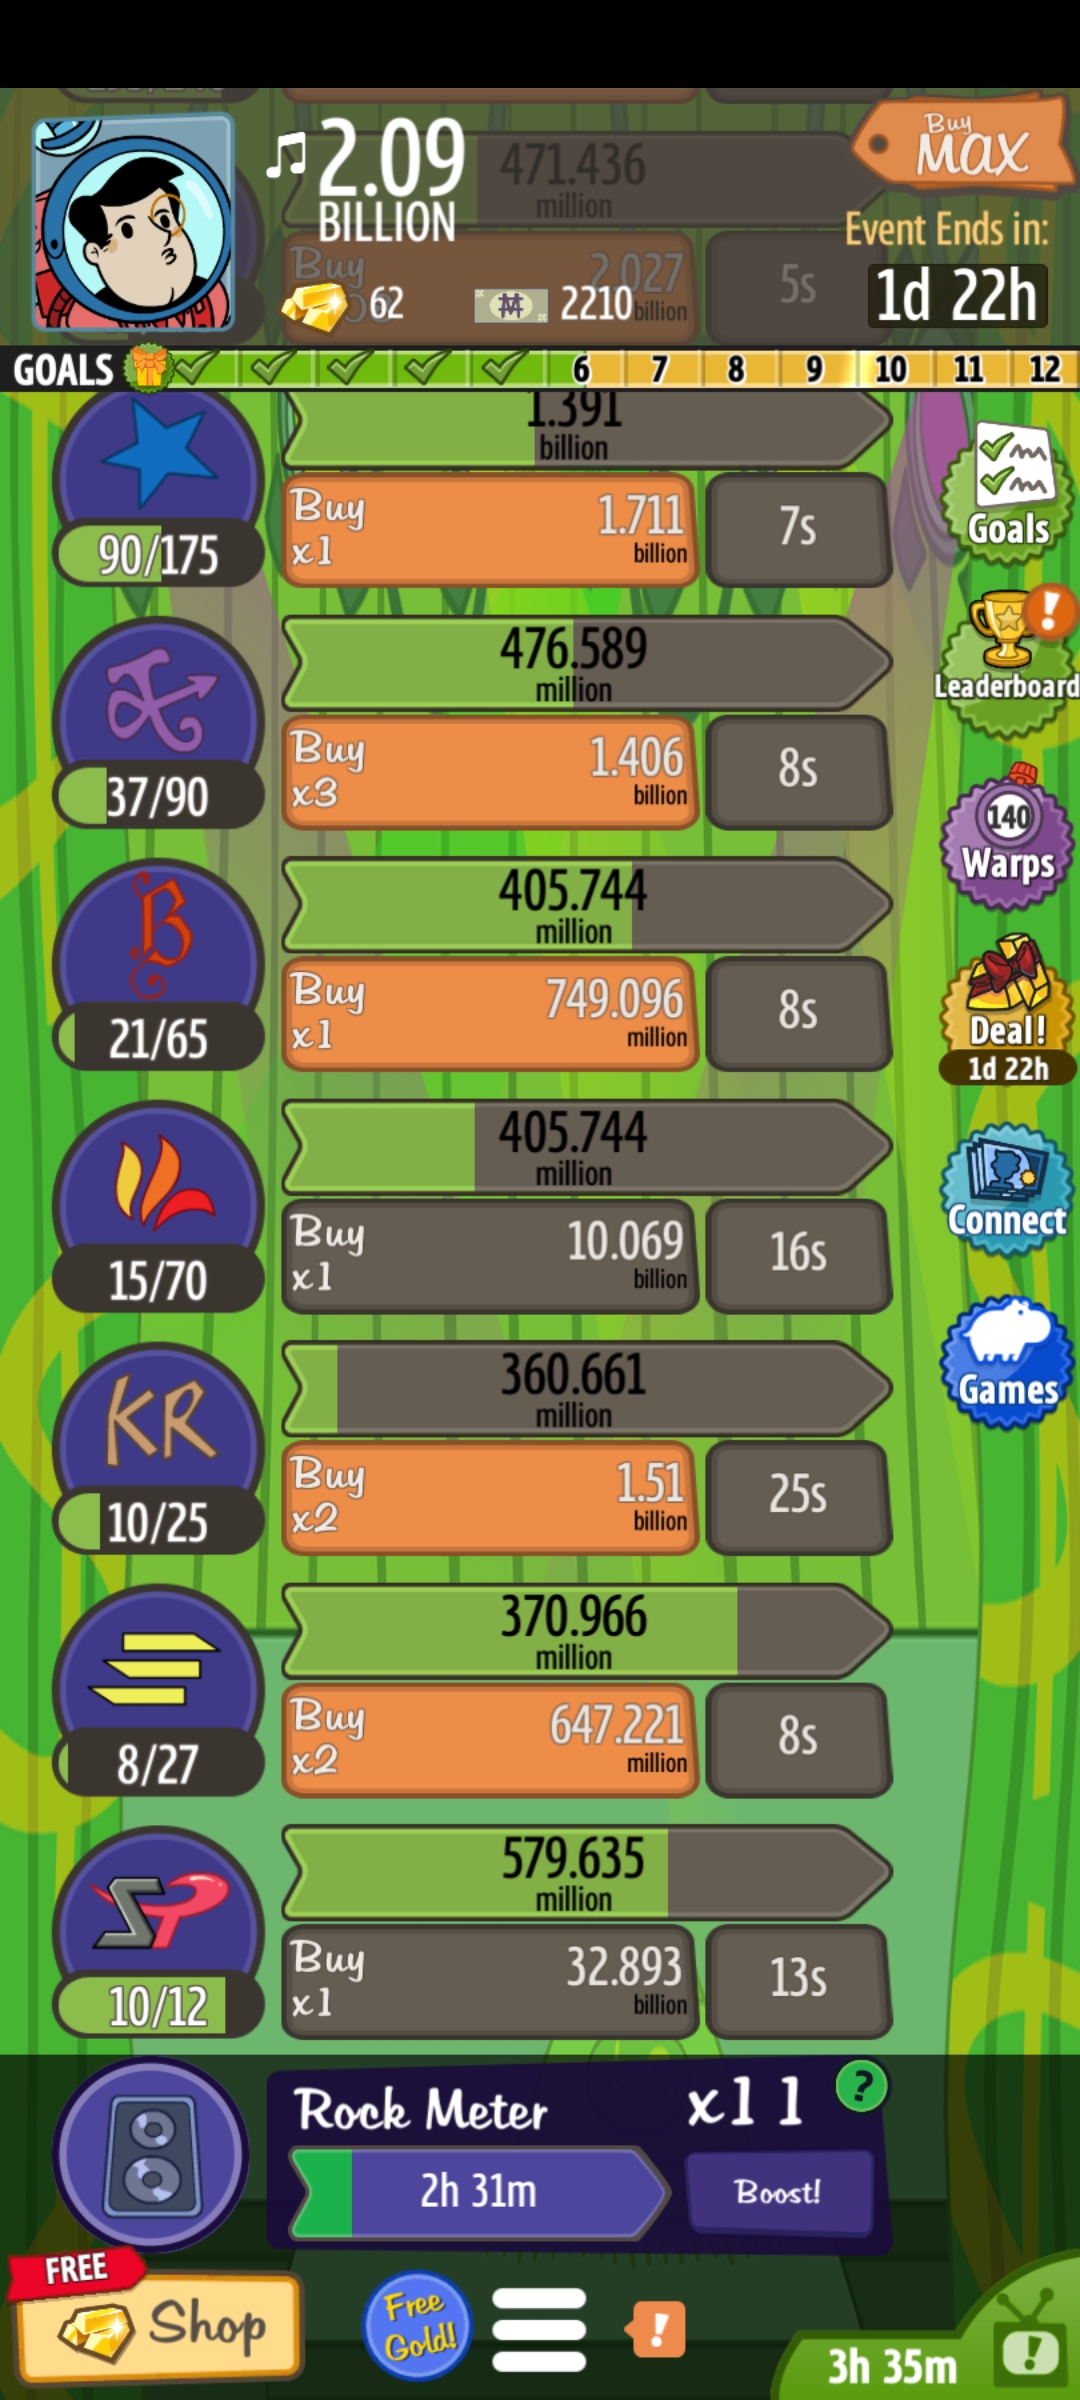 2.09
BILLION
Buy
MAX
471.436
million
Event Ends in:
1d 22h
62
2210
Buy
2.027
billion
5s
GOALS 6 7 8 9 10 11 12
1.391
billion
Buy
x1
1.711
billion
7s
90/175
Goals
476.589
million
Buy
x3
1.406
billion
8s
37/90
Leaderboard
405.744
million
Buy
x1
749.096
million
8s
B
21/65
140
Warps
Deal!
1d 22h
405.744
million
Buy
x1
10.069
billion
16s
15/70
Connect
360.661
million
Buy
x2
1.51
billion
25s
KR
10/25
Games
370.966
million
Buy
x2
647.221
million
8s
8/27
579.635
million
Buy
x1
32.893
billion
13s
10/12
Rock Meter
x11
?
2h 31m
Boost!
FREE
Shop
Free
Gold!
!
3h 35m
!